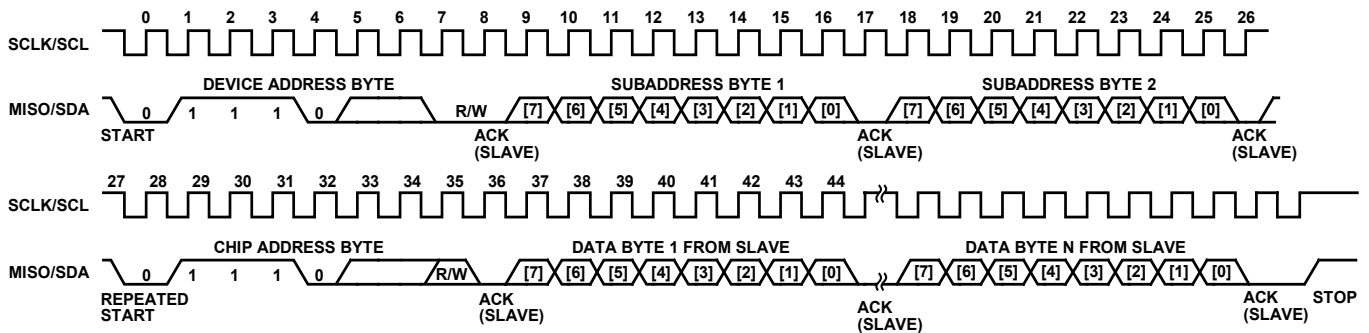 0 1 2 3 4 5 6 7 8 9 10 11 12 13 14 15 16 17 18 19 20 21 22 23 24 25 26
SCLK/SCL
DEVICE ADDRESS BYTE SUBADDRESS BYTE 1 SUBADDRESS BYTE 2
MISO/SDA 0 1 1 1 0 R/W [7] [6] [5] [4] [3] [2] [1] [0] [7] [6] [5] [4] [3] [2] [1] [0]
START ACK (SLAVE) ACK (SLAVE) ACK (SLAVE)
27 28 29 30 31 32 33 34 35 36 37 38 39 40 41 42 43 44
SCLK/SCL
CHIP ADDRESS BYTE DATA BYTE 1 FROM SLAVE DATA BYTE N FROM SLAVE
MISO/SDA 0 1 1 1 0 R/W [7] [6] [5] [4] [3] [2] [1] [0] [7] [6] [5] [4] [3] [2] [1] [0]
REPEATED START ACK (SLAVE) ACK (SLAVE) ACK (SLAVE) STOP